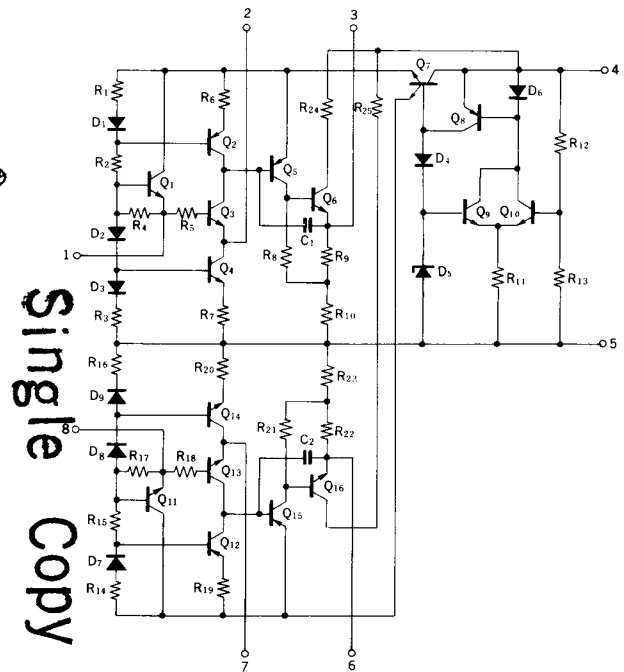 2
3
Q7
4
R1
R6
R24
R25
D6
D1
Q8
Q2
R12
R2
Q5
D4
Q1
Q6
Q3
Q9
Q10
R4
R5
C1
D2
1
Q4
R8
R9
D5
R11
R13
D3
R3
R7
R10
5
R16
R20
R23
D9
Q14
8
R21
R22
D8
R17
R18
C2
Q13
Q16
Q11
R15
Q15
Q12
D7
R14
R19
7
6
Single Copy